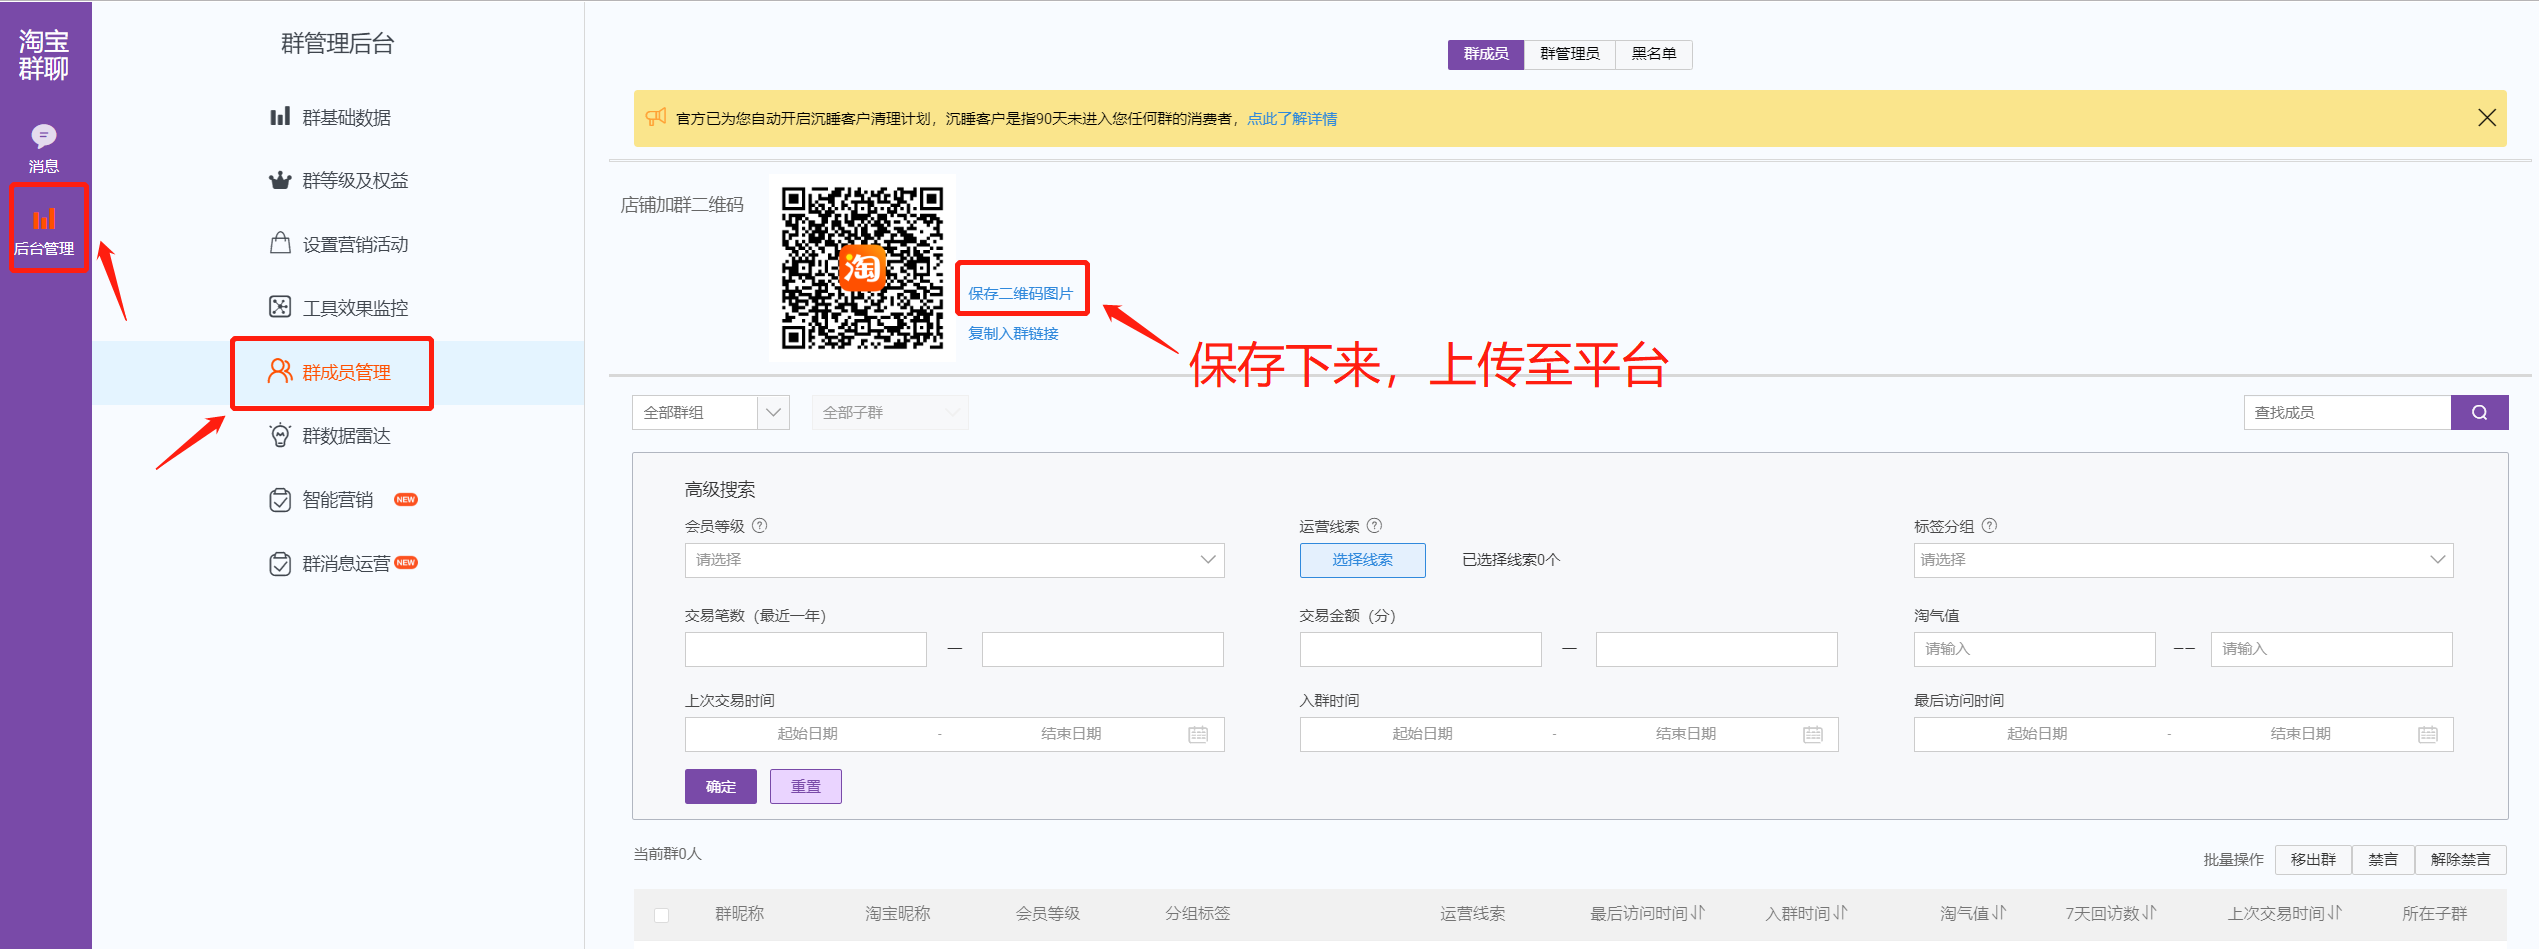 淘宝
群聊
消息
后台管理
群管理后台
群基础数据
群等级及权益
设置营销活动
工具效果监控
群成员管理
群数据雷达
智能营销 NEW
群消息运营 NEW
群成员 群管理员 黑名单
官方已为您自动开启沉睡客户清理计划，沉睡客户是指90天未进入您任何群的消费者，点此了解详情
店铺加群二维码
淘
保存二维码图片
复制入群链接
保存下来，上传至平台
全部群组 全部子群 查找成员
高级搜索
会员等级 ? 运营线索 ? 标签分组 ?
请选择 选择线索 已选择线索0个 请选择
交易笔数（最近一年） 交易金额（分） 淘气值
— — 请输入 -- 请输入
上次交易时间 入群时间 最后访问时间
起始日期 - 结束日期 起始日期 - 结束日期 起始日期 - 结束日期
确定 重置
当前群0人
批量操作 移出群 禁言 解除禁言
群昵称 淘宝昵称 会员等级 分组标签 运营线索 最后访问时间 入群时间 淘气值 7天回访数 上次交易时间 所在子群